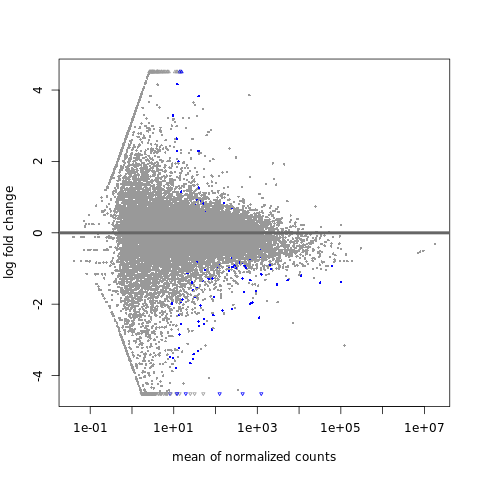 log fold change
4
2
0
-2
-4
1e-01
1e+01
1e+03
1e+05
1e+07
mean of normalized counts